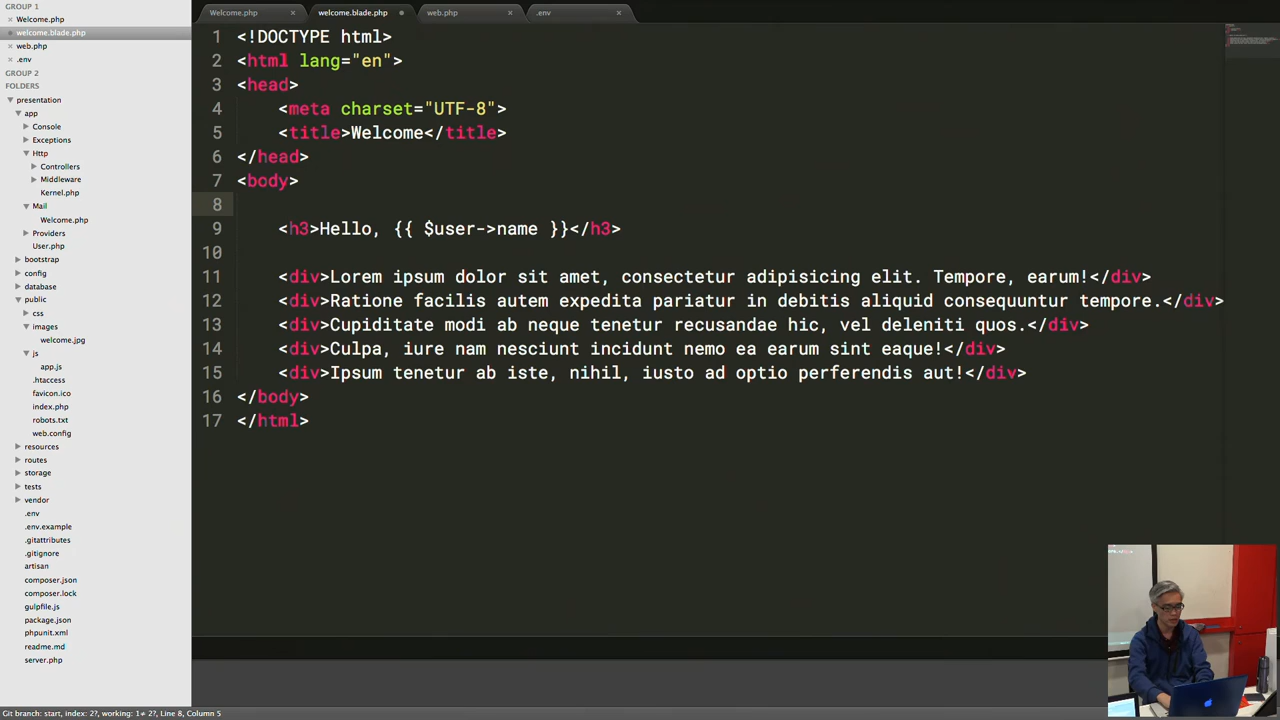 GROUP 1
Welcome.php
welcome.blade.php
web.php
.env
GROUP 2
FOLDERS
presentation
app
Console
Exceptions
Http
Controllers
Middleware
Kernel.php
Mail
Welcome.php
Providers
User.php
bootstrap
config
database
public
css
images
welcome.jpg
js
app.js
.htaccess
favicon.ico
index.php
robots.txt
web.config
resources
routes
storage
tests
vendor
.env
.env.example
.gitattributes
.gitignore
artisan
composer.json
composer.lock
gulpfile.js
package.json
phpunit.xml
readme.md
server.php
Welcome.php welcome.blade.php web.php .env
1 <!DOCTYPE html>
2 <html lang="en">
3 <head>
4 <meta charset="UTF-8">
5 <title>Welcome</title>
6 </head>
7 <body>
8
9 <h3>Hello, {{ $user->name }}</h3>
10
11 <div>Lorem ipsum dolor sit amet, consectetur adipisicing elit. Tempore, earum!</div>
12 <div>Ratione facilis autem expedita pariatur in debitis aliquid consequuntur tempore.</div>
13 <div>Cupiditate modi ab neque tenetur recusandae hic, vel deleniti quos.</div>
14 <div>Culpa, iure nam nesciunt incidunt nemo ea earum sint eaque!</div>
15 <div>Ipsum tenetur ab iste, nihil, iusto ad optio perferendis aut!</div>
16 </body>
17 </html>
Git branch: start, index: 2?, working: 1≠ 2?, Line 8, Column 5